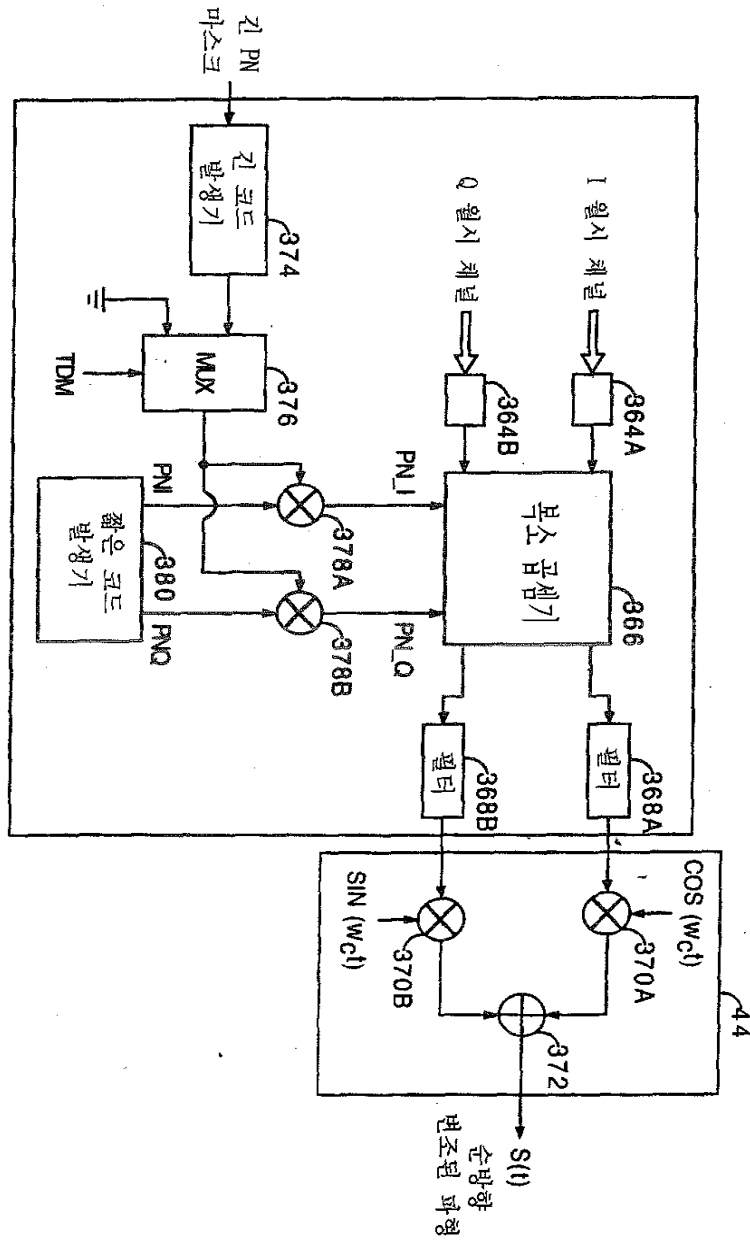 I 월시 채널
364A
Q 월시 채널
364B
복소 곱셈기
366
필터
368A
필터
368B
COS (wct)
370A
SIN (wct)
370B
372
44
S(t)
순방향
변조된 파형
PN_I
PN_Q
378A
378B
긴 PN
마스크
긴 코드
발생기
374
MUX
376
TDM
PNI
PNQ
짧은 코드
발생기
380